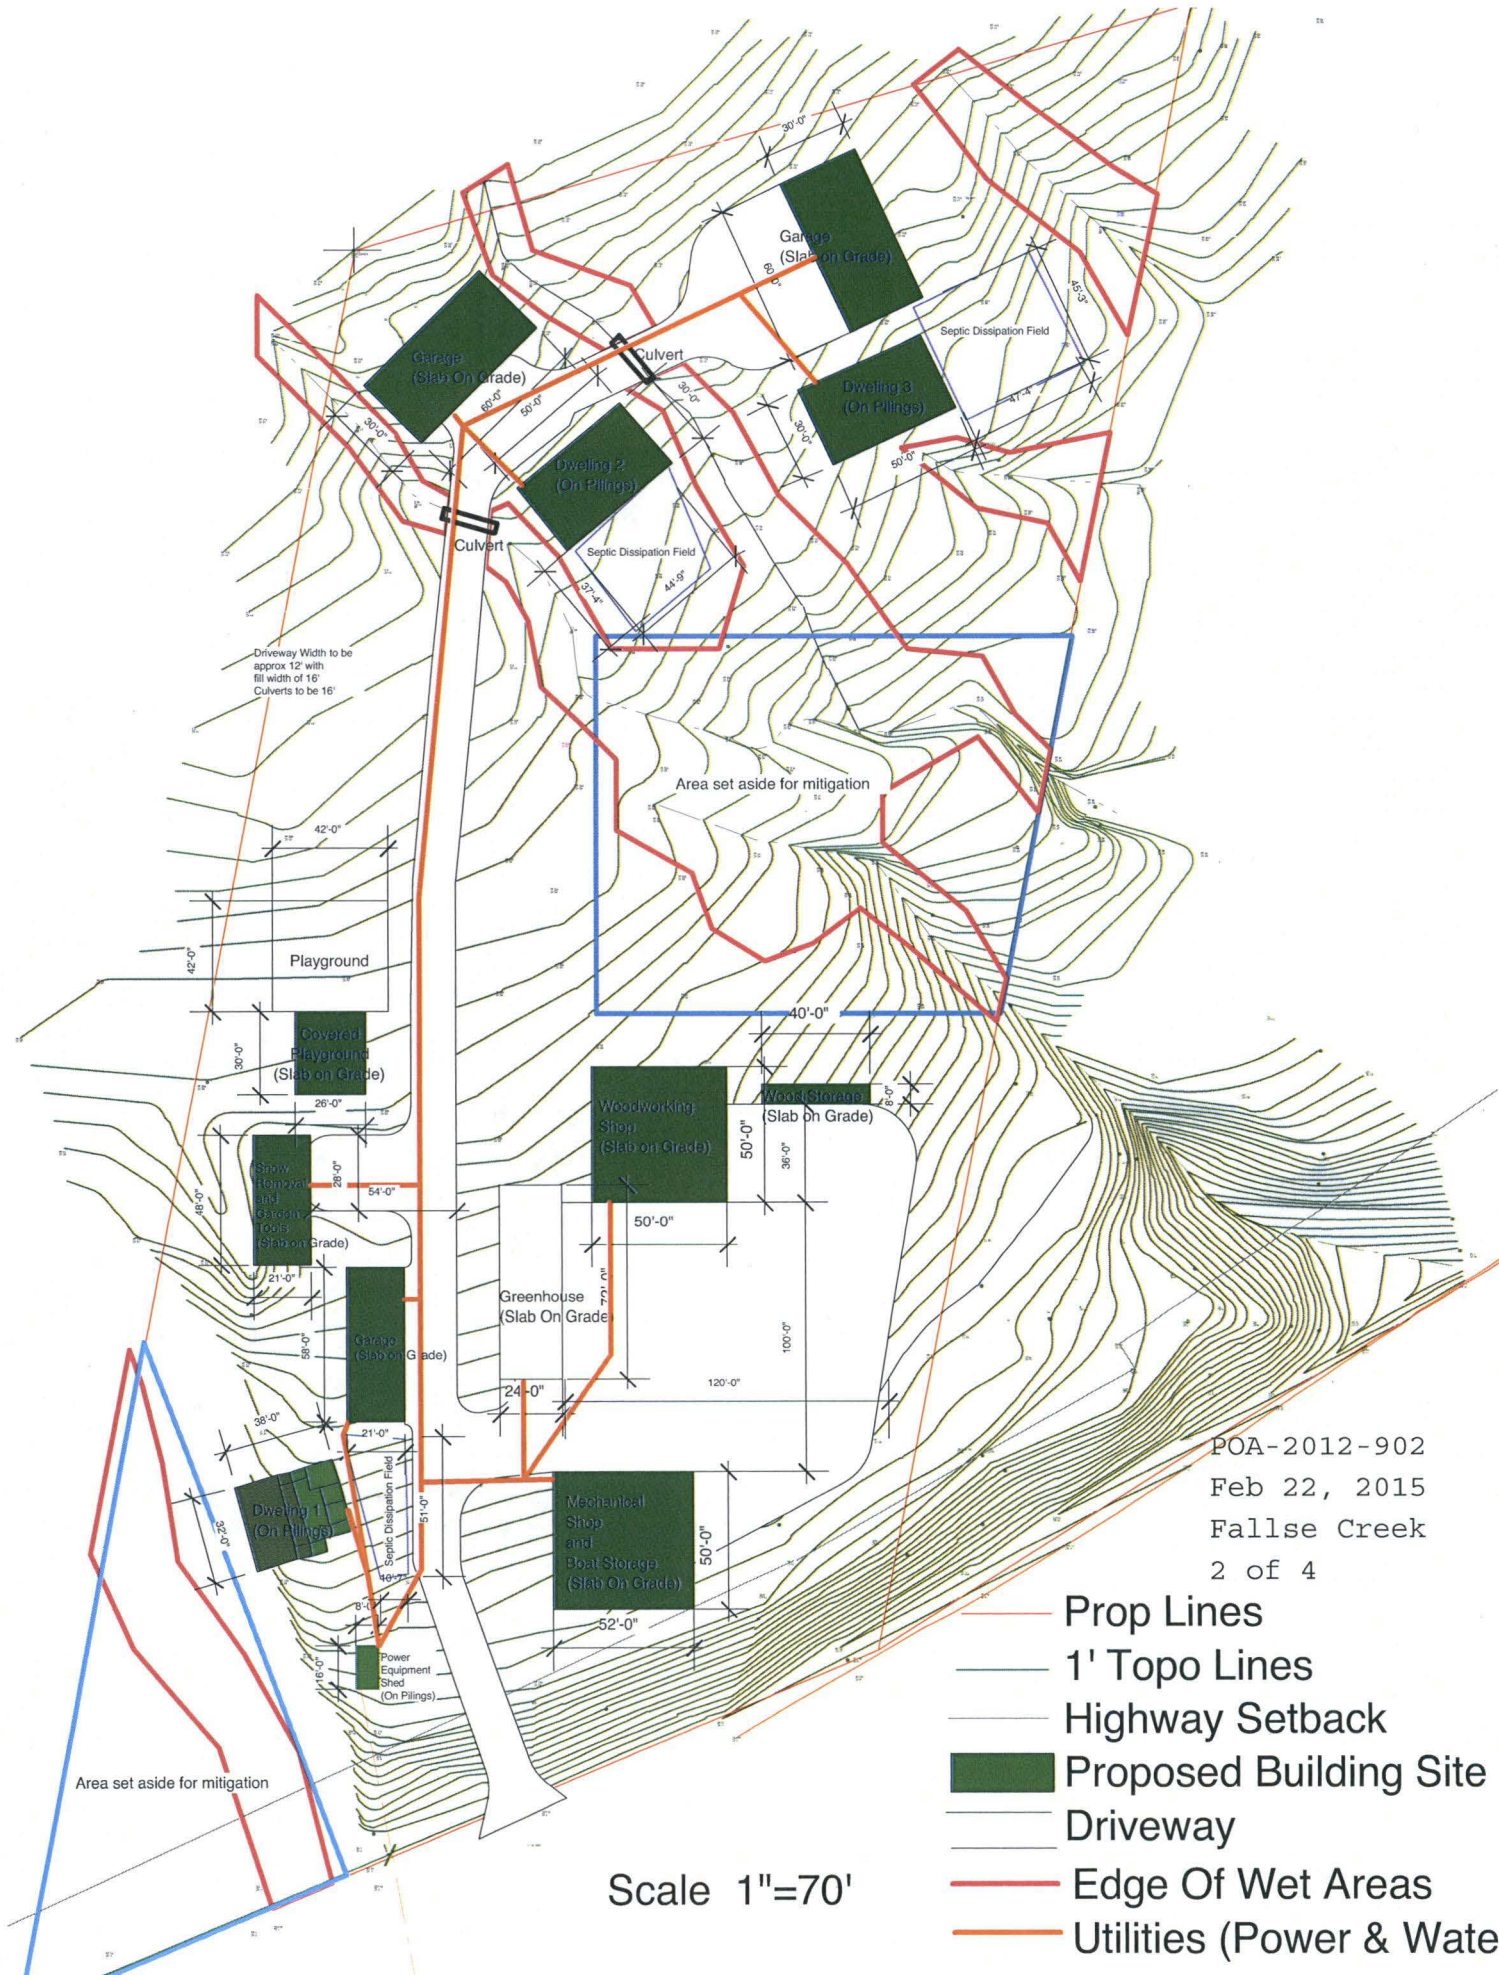 30'-0"
Garage
(Slab on Grade)
60'-0"
45'-3"
Septic Dissipation Field
47'-4"
Culvert
Garage
(Slab On Grade)
60'-0"
50'-0"
30'-0"
30'-0"
Dweling 3
(On Pilings)
30'-0"
50'-0"
Dweling 2
(On Pilings)
Culvert
Septic Dissipation Field
37'-4"
44'-9"
Driveway Width to be
approx 12' with
fill width of 16'
Culverts to be 16'
Area set aside for mitigation
42'-0"
42'-0"
Playground
40'-0"
Covered
Playground
(Slab on Grade)
30'-0"
26'-0"
Woodworking
Shop
(Slab on Grade)
Wood Storage
(Slab on Grade)
8'-0"
50'-0"
36'-0"
50'-0"
Snow
Removal
and
Garden
Tools
(Slab on Grade)
48'-0"
28'-0"
54'-0"
21'-0"
Greenhouse
(Slab On Grade)
72'-0"
100'-0"
120'-0"
24'-0"
Garage
(Slab on Grade)
58'-0"
38'-0"
21'-0"
Dweling 1
(On Pilings)
32'-0"
Septic Dissipation Field
51'-0"
10'-7"
8'-0"
16'-0"
Power
Equipment
Shed
(On Pilings)
Mechanical
Shop
and
Boat Storage
(Slab On Grade)
50'-0"
52'-0"
Area set aside for mitigation
POA-2012-902
Feb 22, 2015
Fallse Creek
2 of 4
Prop Lines
1' Topo Lines
Highway Setback
Proposed Building Site
Driveway
Edge Of Wet Areas
Utilities (Power & Wate
Scale 1"=70'